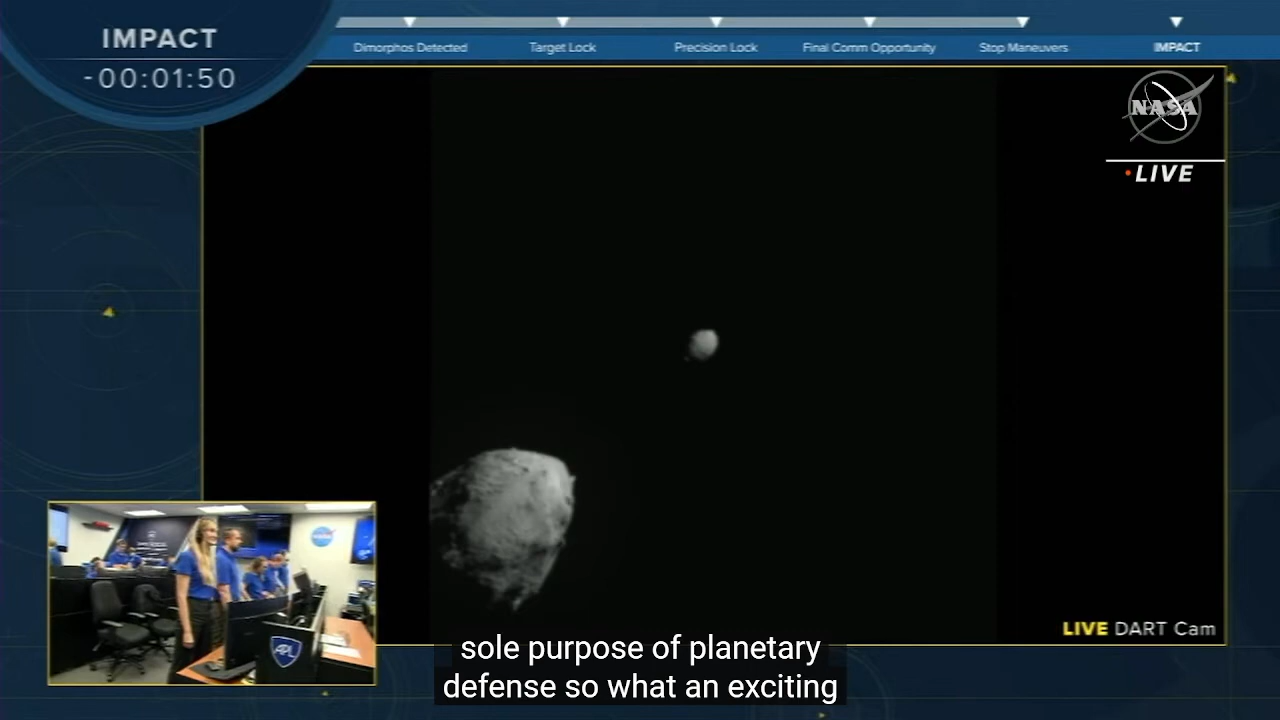 IMPACT
-00:01:50
Dimorphos Detected
Target Lock
Precision Lock
Final Comm Opportunity
Stop Maneuvers
IMPACT
NASA
LIVE
NASA
APL
LIVE DART Cam
sole purpose of planetary
defense so what an exciting